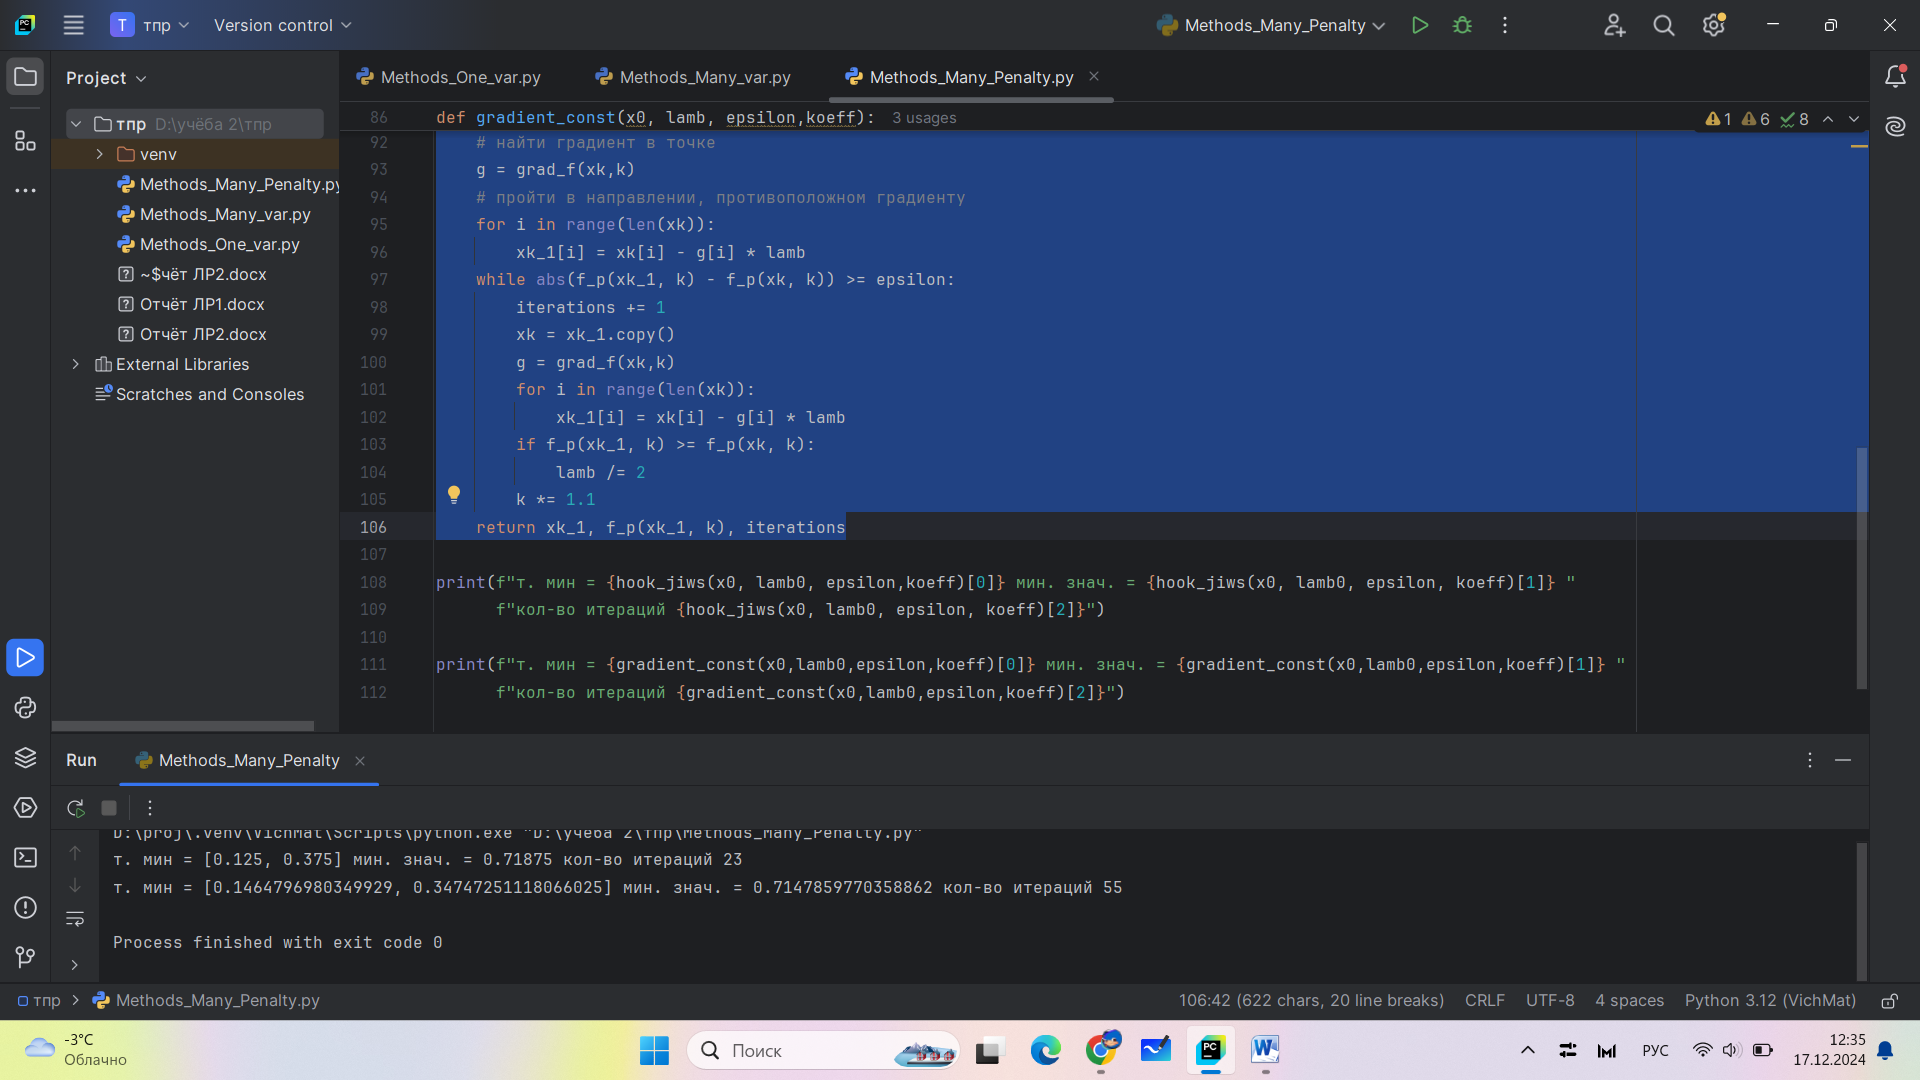 T тпр Version control Methods_Many_Penalty
Project
Methods_One_var.py Methods_Many_var.py Methods_Many_Penalty.py
тпр D:\учёба 2\тпр
venv
Methods_Many_Penalty.py
Methods_Many_var.py
Methods_One_var.py
~$чёт ЛР2.docx
Отчёт ЛР1.docx
Отчёт ЛР2.docx
External Libraries
Scratches and Consoles
86 def gradient_const(x0, lamb, epsilon,koeff): 3 usages
1 6 8
92 # найти градиент в точке
93 g = grad_f(xk,k)
94 # пройти в направлении, противоположном градиенту
95 for i in range(len(xk)):
96 xk_1[i] = xk[i] - g[i] * lamb
97 while abs(f_p(xk_1, k) - f_p(xk, k)) >= epsilon:
98 iterations += 1
99 xk = xk_1.copy()
100 g = grad_f(xk,k)
101 for i in range(len(xk)):
102 xk_1[i] = xk[i] - g[i] * lamb
103 if f_p(xk_1, k) >= f_p(xk, k):
104 lamb /= 2
105 k *= 1.1
106 return xk_1, f_p(xk_1, k), iterations
107
108 print(f"т. мин = {hook_jiws(x0, lamb0, epsilon,koeff)[0]} мин. знач. = {hook_jiws(x0, lamb0, epsilon, koeff)[1]} "
109 f"кол-во итераций {hook_jiws(x0, lamb0, epsilon, koeff)[2]}")
110
111 print(f"т. мин = {gradient_const(x0,lamb0,epsilon,koeff)[0]} мин. знач. = {gradient_const(x0,lamb0,epsilon,koeff)[1]} "
112 f"кол-во итераций {gradient_const(x0,lamb0,epsilon,koeff)[2]}")
Run Methods_Many_Penalty
D:\proj\.venv\VichMat\Scripts\python.exe "D:\учёба 2\тпр\Methods_Many_Penalty.py"
т. мин = [0.125, 0.375] мин. знач. = 0.71875 кол-во итераций 23
т. мин = [0.1464796980349929, 0.34747251118066025] мин. знач. = 0.7147859770358862 кол-во итераций 55
Process finished with exit code 0
тпр Methods_Many_Penalty.py 106:42 (622 chars, 20 line breaks) CRLF UTF-8 4 spaces Python 3.12 (VichMat)
-3°C
Облачно
Поиск
РУС
12:35
17.12.2024